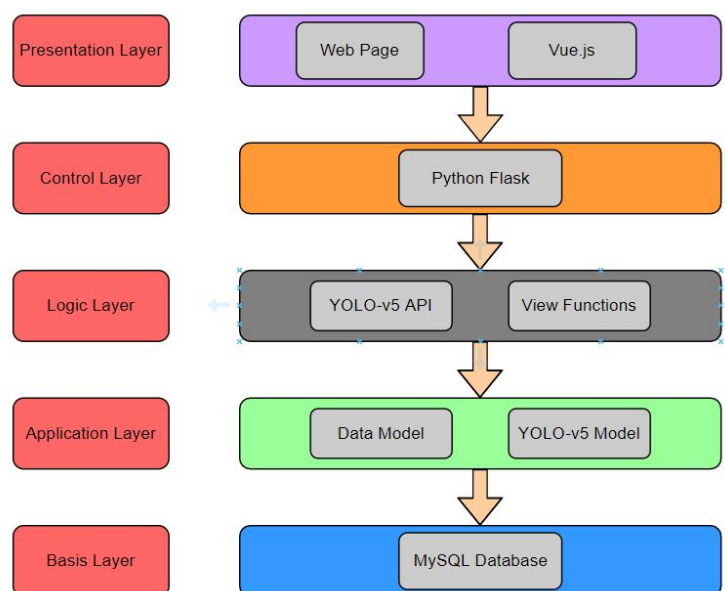 Presentation Layer
Web Page
Vue.js
Control Layer
Python Flask
Logic Layer
YOLO-v5 API
View Functions
Application Layer
Data Model
YOLO-v5 Model
Basis Layer
MySQL Database